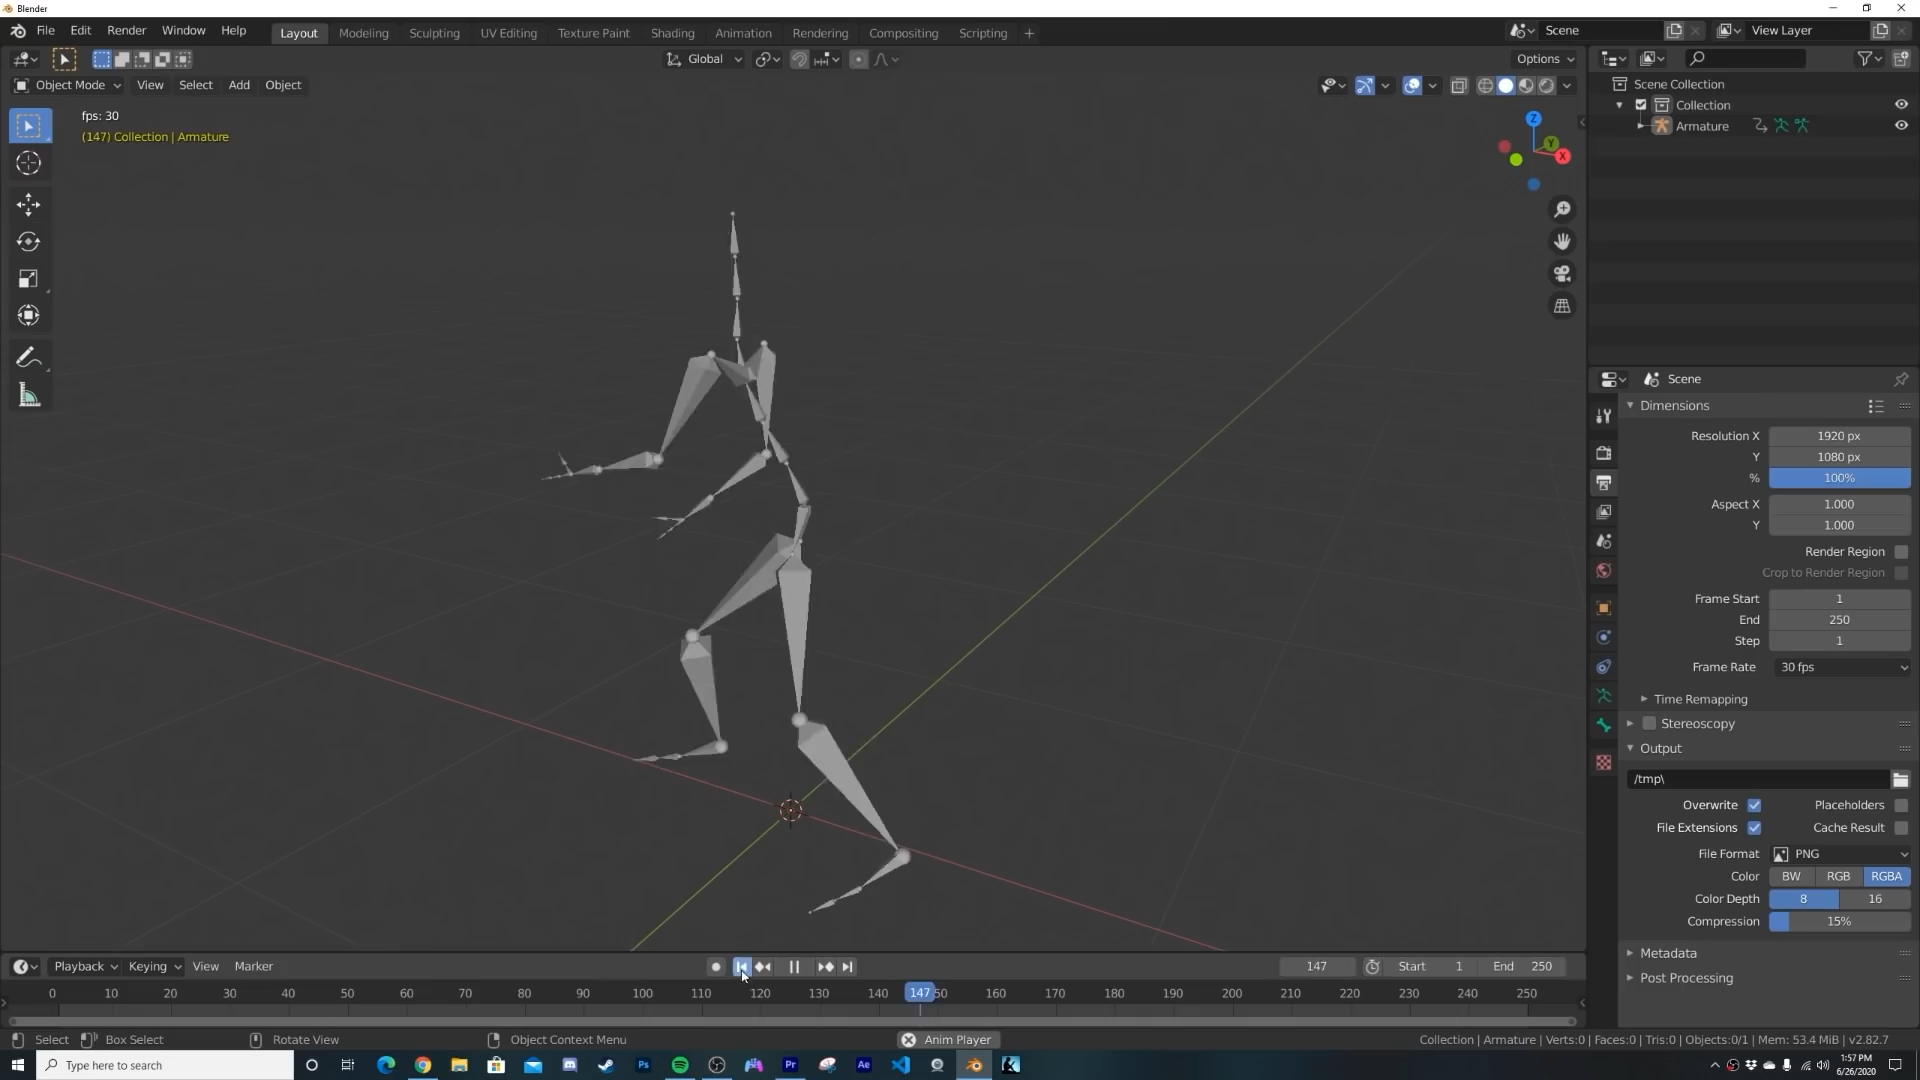 Blender
File Edit Render Window Help
Layout Modeling Sculpting UV Editing Texture Paint Shading Animation Rendering Compositing Scripting +
Scene
View Layer
Global
Options
Object Mode View Select Add Object
fps: 30
(147) Collection | Armature
Z
Y
X
Scene Collection
Collection
Armature
Scene
Dimensions
Resolution X 1920 px
Y 1080 px
% 100%
Aspect X 1.000
Y 1.000
Render Region
Crop to Render Region
Frame Start 1
End 250
Step 1
Frame Rate 30 fps
Time Remapping
Stereoscopy
Output
/tmp\
Overwrite Placeholders
File Extensions Cache Result
File Format PNG
Color BW RGB RGBA
Color Depth 8 16
Compression 15%
Metadata
Post Processing
Playback Keying View Marker
147 Start 1 End 250
0 10 20 30 40 50 60 70 80 90 100 110 120 130 140 147 50 160 170 180 190 200 210 220 230 240 250
Select Box Select Rotate View Object Context Menu Anim Player
Collection | Armature | Verts:0 | Faces:0 | Tris:0 | Objects:0/1 | Mem: 53.4 MiB | v2.82.7
Type here to search
Ps
Pr
Ae
1:57 PM
6/26/2020